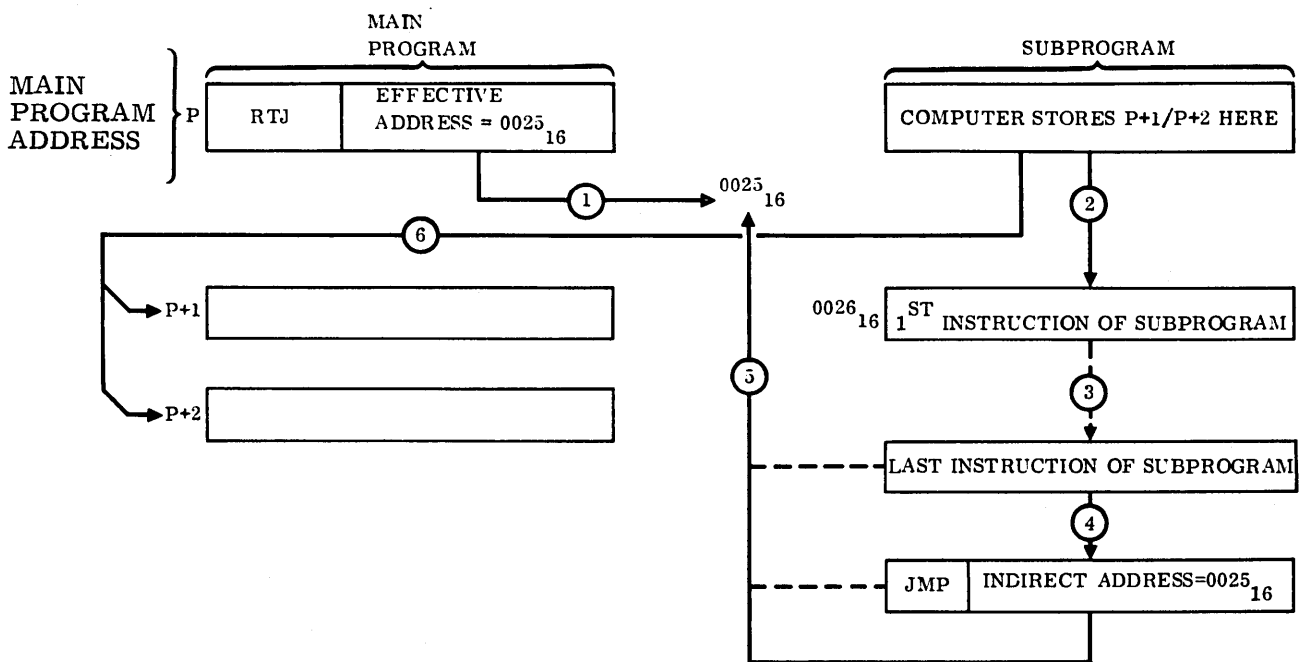 MAIN
PROGRAM
SUBPROGRAM
MAIN
PROGRAM
ADDRESS
P
RTJ
EFFECTIVE
ADDRESS = 0025 16
COMPUTER STORES P+1/P+2 HERE
1
0025 16
2
6
P+1
0026 16
1ST INSTRUCTION OF SUBPROGRAM
5
3
P+2
LAST INSTRUCTION OF SUBPROGRAM
4
JMP
INDIRECT ADDRESS=0025 16